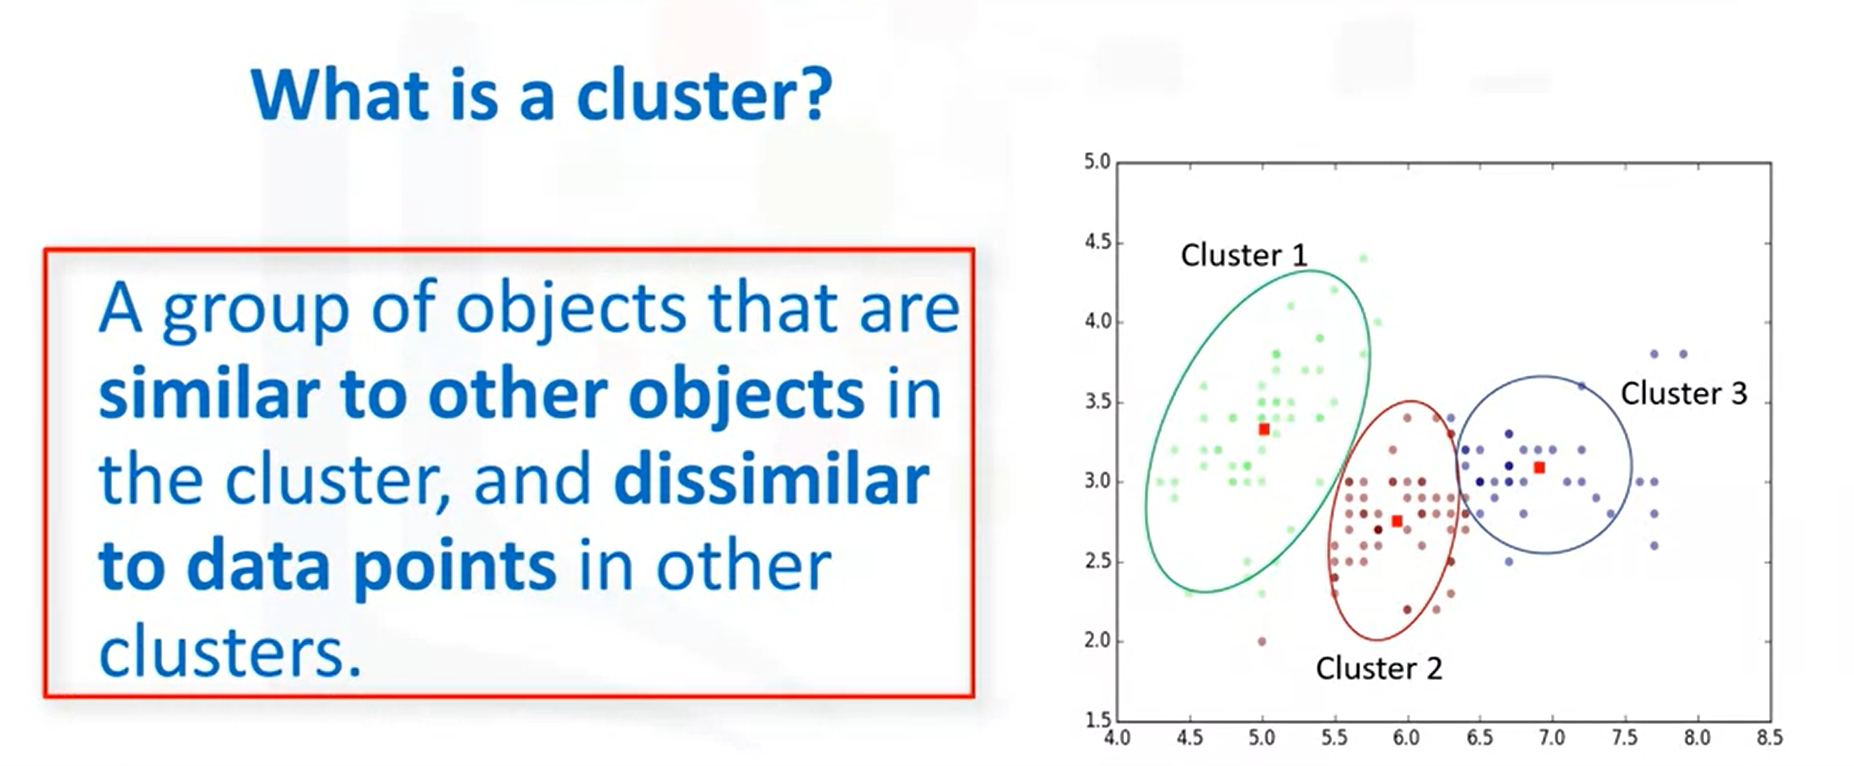 What is a cluster?
A group of objects that are
similar to other objects in
the cluster, and dissimilar
to data points in other
clusters.
5.0
4.5
4.0
3.5
3.0
2.5
2.0
1.5
Cluster 1
Cluster 3
Cluster 2
4.0 4.5 5.0 5.5 6.0 6.5 7.0 7.5 8.0 8.5